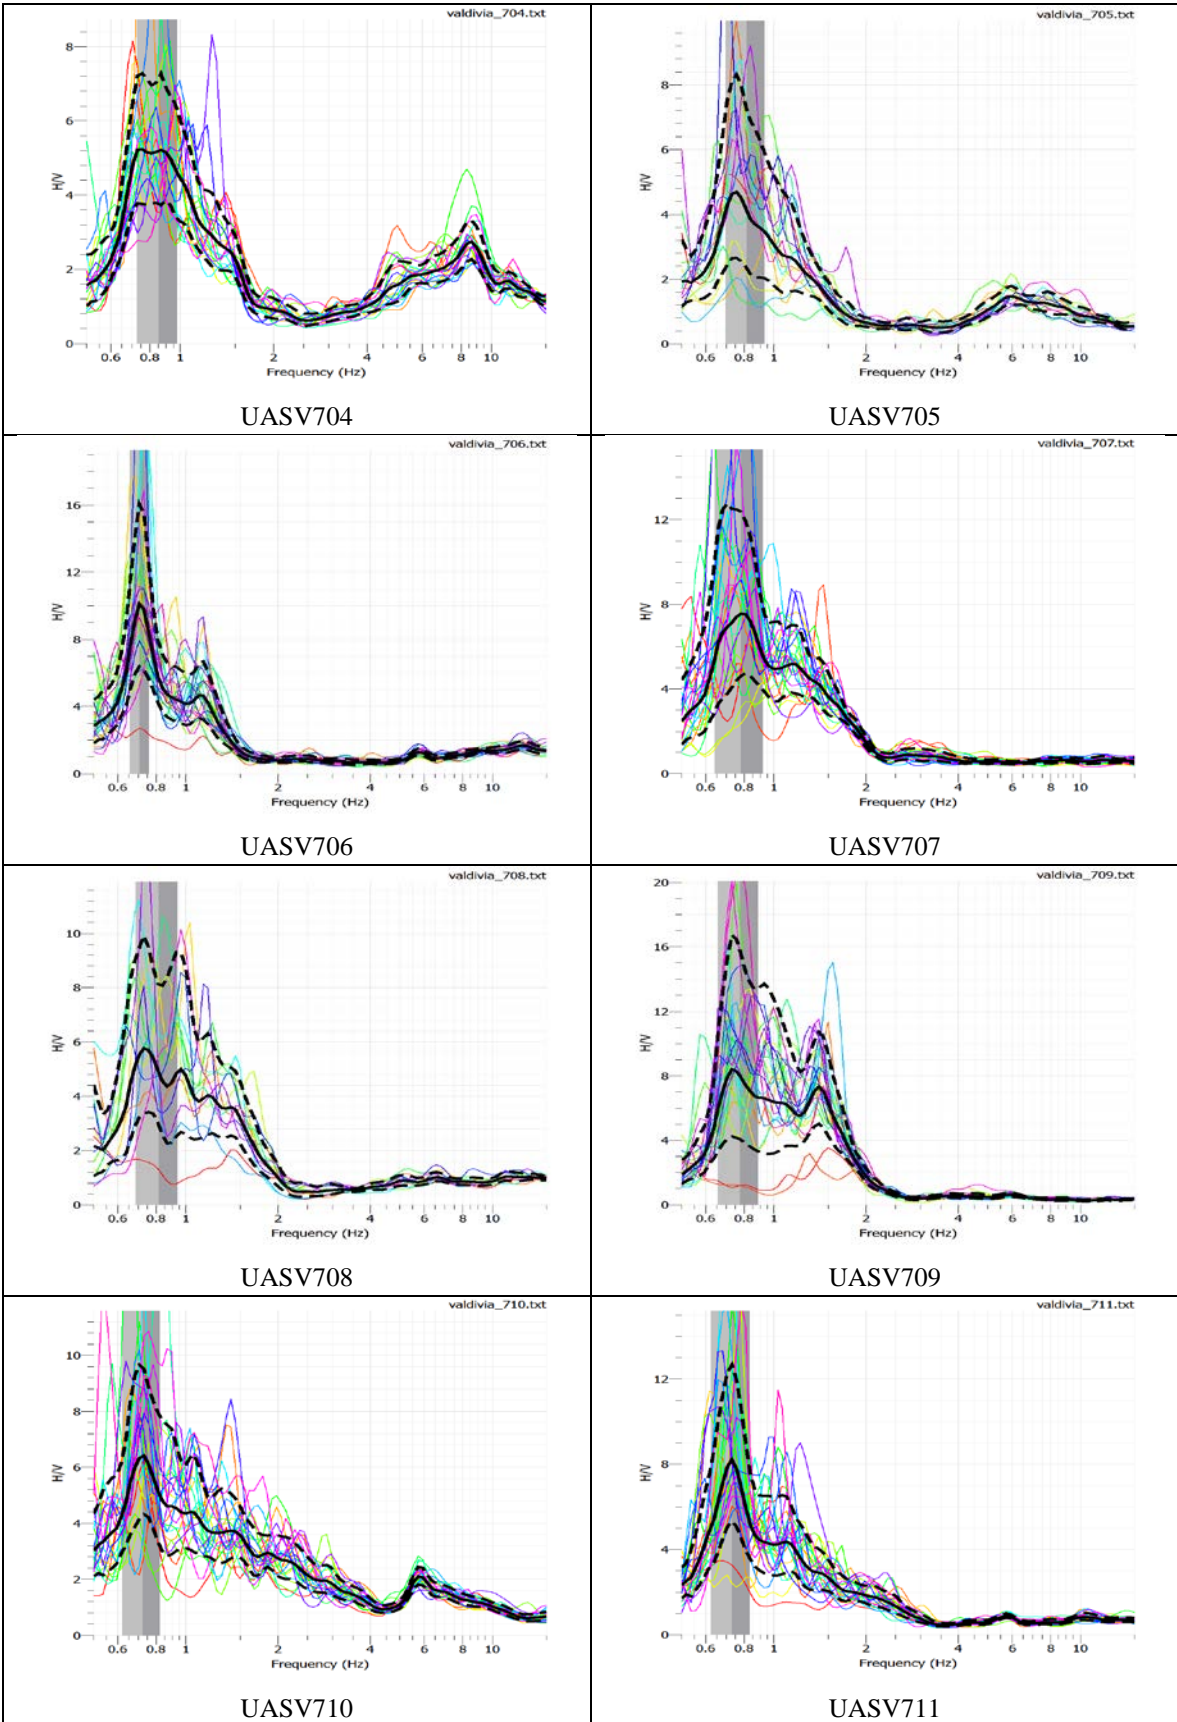 valdivia_704.txt
8
6
4
2
0
H/V
0.6 0.8 1 2 4 6 8 10
Frequency (Hz)
UASV704
valdivia_705.txt
8
6
4
2
0
H/V
0.6 0.8 1 2 4 6 8 10
Frequency (Hz)
UASV705
valdivia_706.txt
16
12
8
4
0
H/V
0.6 0.8 1 2 4 6 8 10
Frequency (Hz)
UASV706
valdivia_707.txt
12
8
4
0
H/V
0.6 0.8 1 2 4 6 8 10
Frequency (Hz)
UASV707
valdivia_708.txt
10
8
6
4
2
0
H/V
0.6 0.8 1 2 4 6 8 10
Frequency (Hz)
UASV708
valdivia_709.txt
20
16
12
8
4
0
H/V
0.6 0.8 1 2 4 6 8 10
Frequency (Hz)
UASV709
valdivia_710.txt
10
8
6
4
2
0
H/V
0.6 0.8 1 2 4 6 8 10
Frequency (Hz)
UASV710
valdivia_711.txt
12
8
4
0
H/V
0.6 0.8 1 2 4 6 8 10
Frequency (Hz)
UASV711